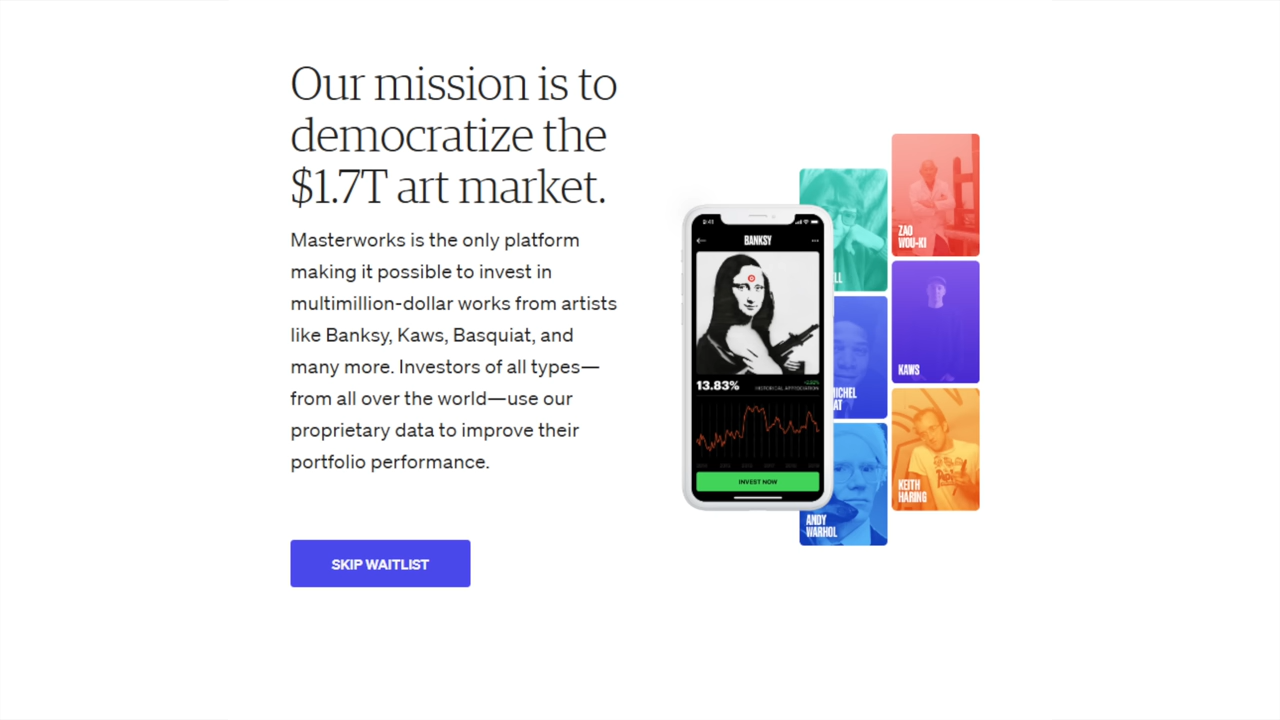 Our mission is to
democratize the
$1.7T art market.
Masterworks is the only platform
making it possible to invest in
multimillion-dollar works from artists
like Banksy, Kaws, Basquiat, and
many more. Investors of all types—
from all over the world—use our
proprietary data to improve their
portfolio performance.
SKIP WAITLIST
BANKSY
13.83%
HISTORICAL APPRECIATION
INVEST NOW
ZAO
WOU-KI
KAWS
KEITH
HARING
ANDY
WARHOL